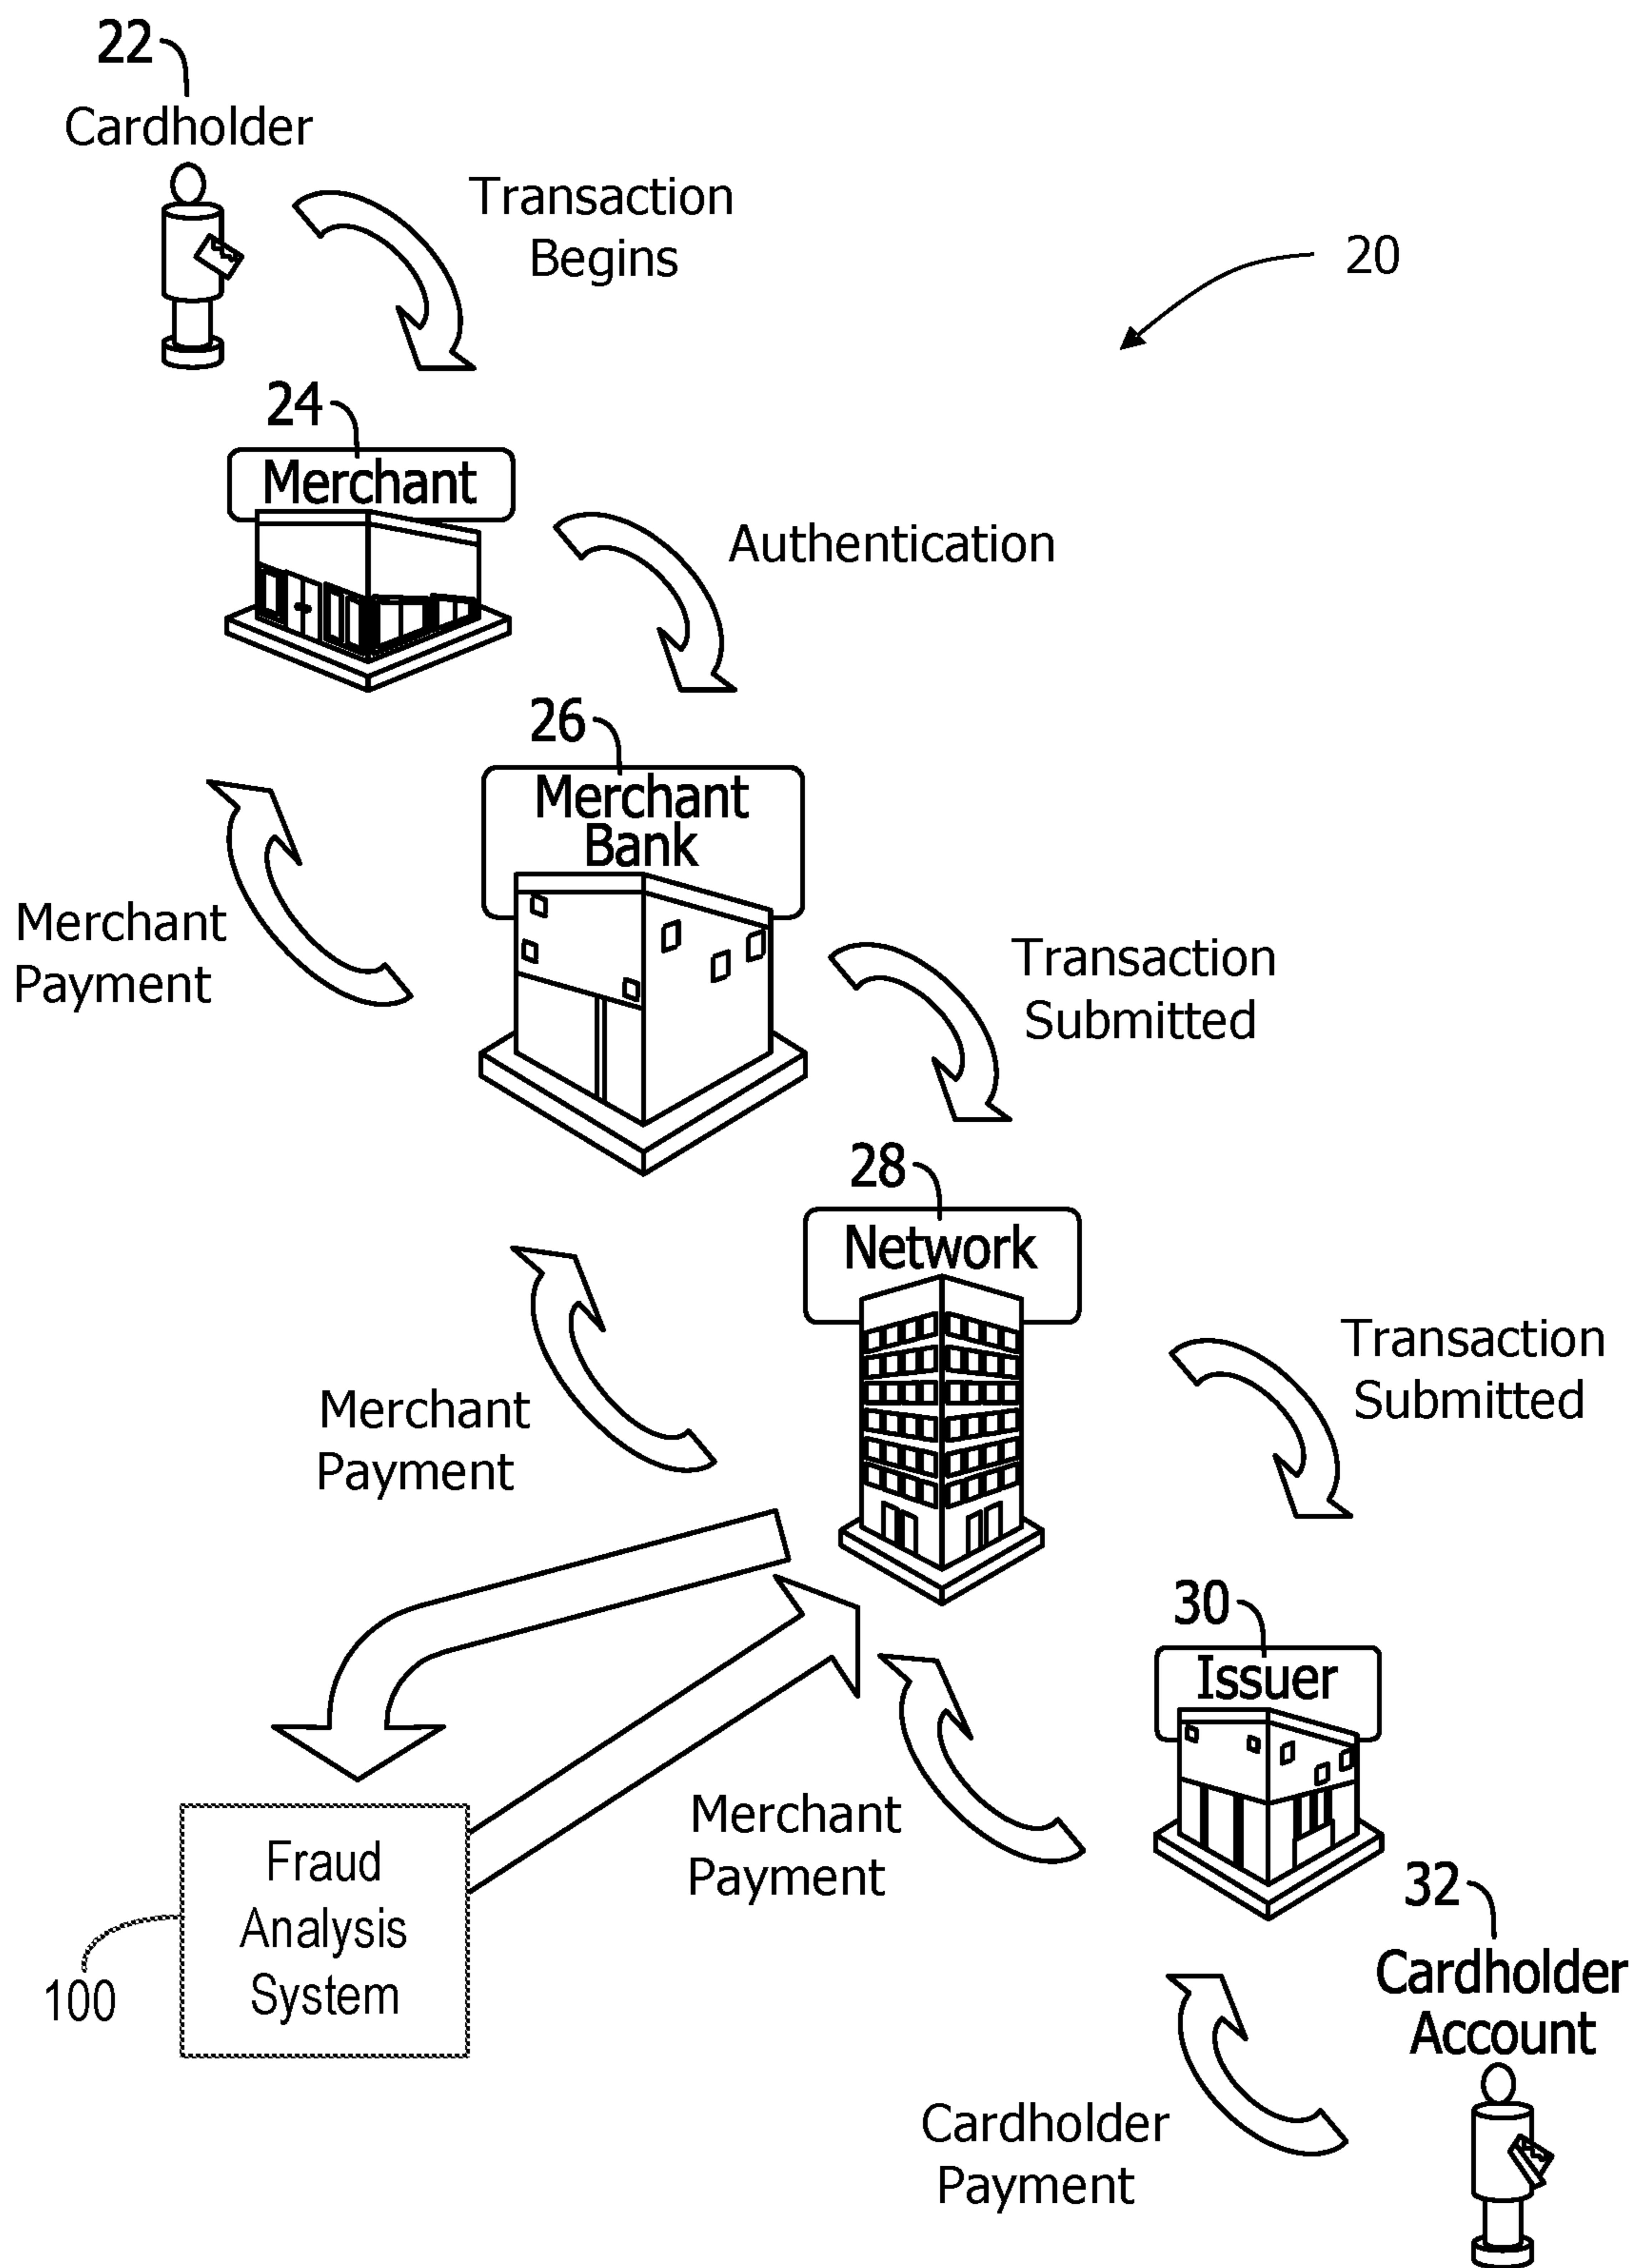 22
Cardholder
Transaction
Begins
20
24
Merchant
Authentication
26
Merchant
Bank
Merchant
Payment
Transaction
Submitted
28
Network
Transaction
Submitted
Merchant
Payment
30
Issuer
Merchant
Payment
Fraud
Analysis
System
100
32
Cardholder
Account
Cardholder
Payment